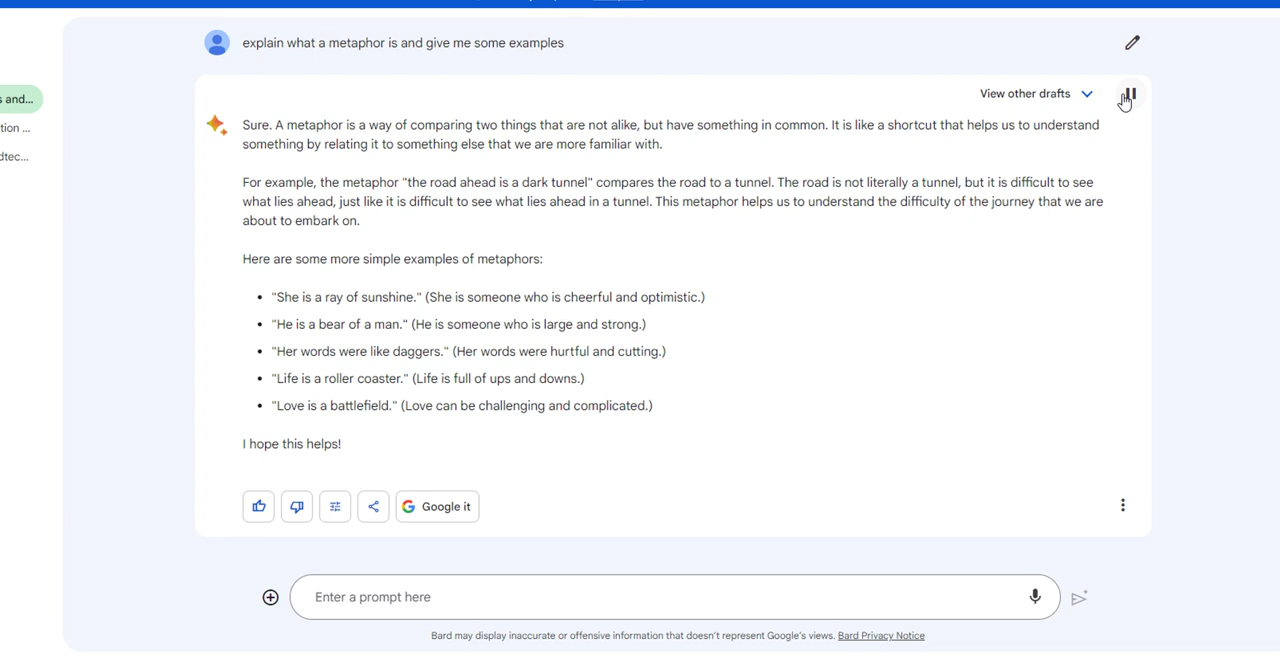 explain what a metaphor is and give me some examples
View other drafts
s and...
tion ...
dtec...
Sure. A metaphor is a way of comparing two things that are not alike, but have something in common. It is like a shortcut that helps us to understand
something by relating it to something else that we are more familiar with.
For example, the metaphor "the road ahead is a dark tunnel" compares the road to a tunnel. The road is not literally a tunnel, but it is difficult to see
what lies ahead, just like it is difficult to see what lies ahead in a tunnel. This metaphor helps us to understand the difficulty of the journey that we are
about to embark on.
Here are some more simple examples of metaphors:
• "She is a ray of sunshine." (She is someone who is cheerful and optimistic.)
• "He is a bear of a man." (He is someone who is large and strong.)
• "Her words were like daggers." (Her words were hurtful and cutting.)
• "Life is a roller coaster." (Life is full of ups and downs.)
• "Love is a battlefield." (Love can be challenging and complicated.)
I hope this helps!
Google it
Enter a prompt here
Bard may display inaccurate or offensive information that doesn't represent Google's views. Bard Privacy Notice